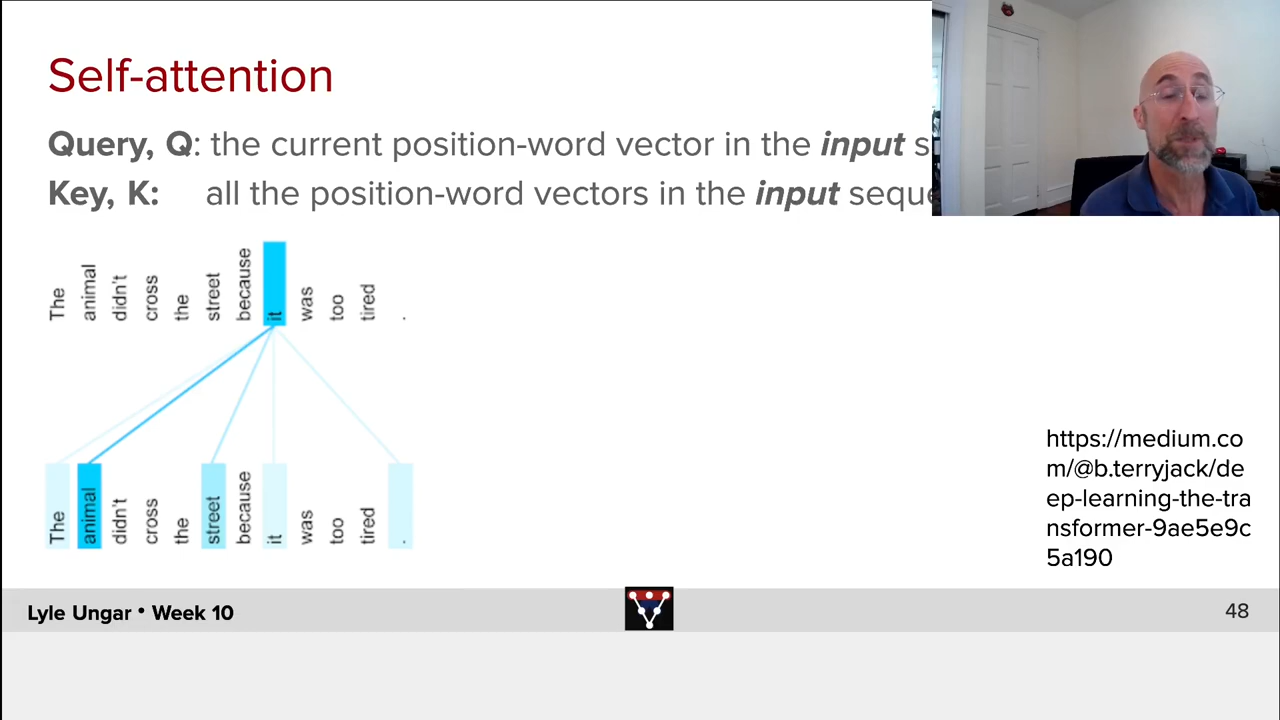 Self-attention
Query, Q: the current position-word vector in the input
Key, K: all the position-word vectors in the input
The animal didn't cross the street because it was too tired .
The animal didn't cross the street because it was too tired .
https://medium.co
m/@b.terryjack/de
ep-learning-the-tra
nsformer-9ae5e9c
5a190
Lyle Ungar • Week 10
48